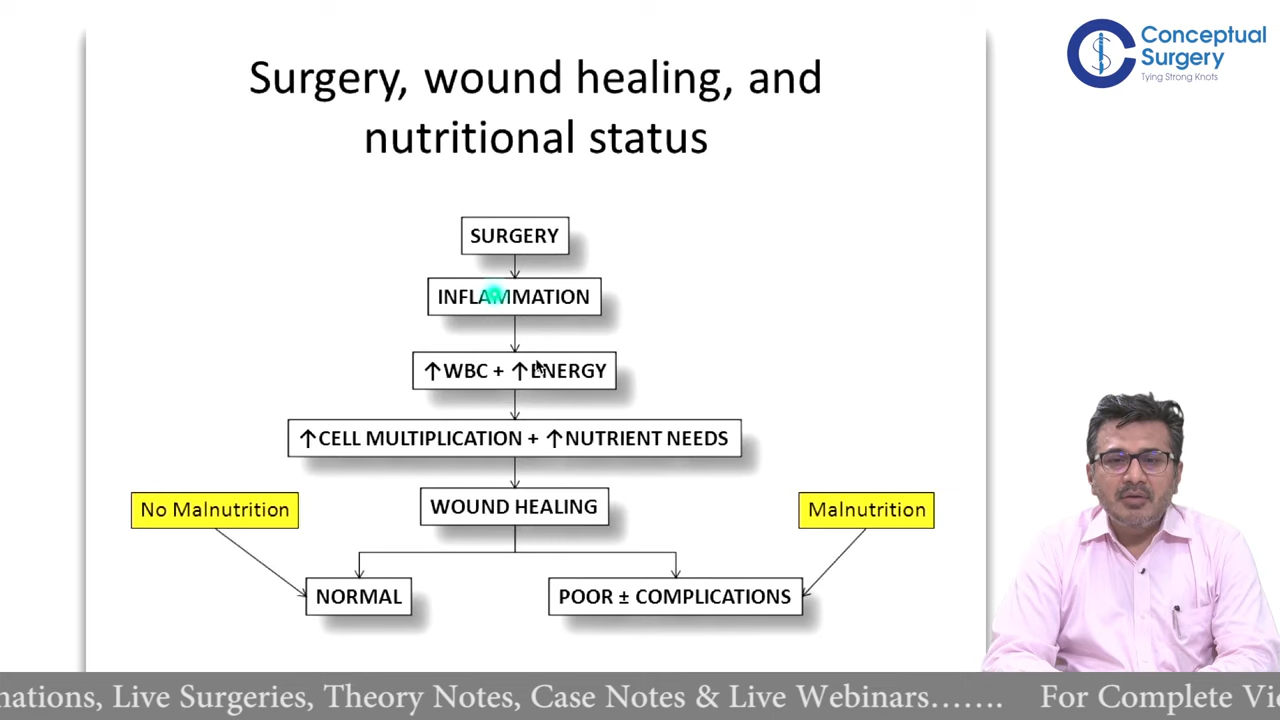 Conceptual
Surgery
Tying Strong Knots
Surgery, wound healing, and
nutritional status
SURGERY
INFLAMMATION
↑WBC + ↑ENERGY
↑CELL MULTIPLICATION + ↑NUTRIENT NEEDS
No Malnutrition
WOUND HEALING
Malnutrition
NORMAL
POOR ± COMPLICATIONS
nations, Live Surgeries, Theory Notes, Case Notes & Live Webinars....... For Complete Vi